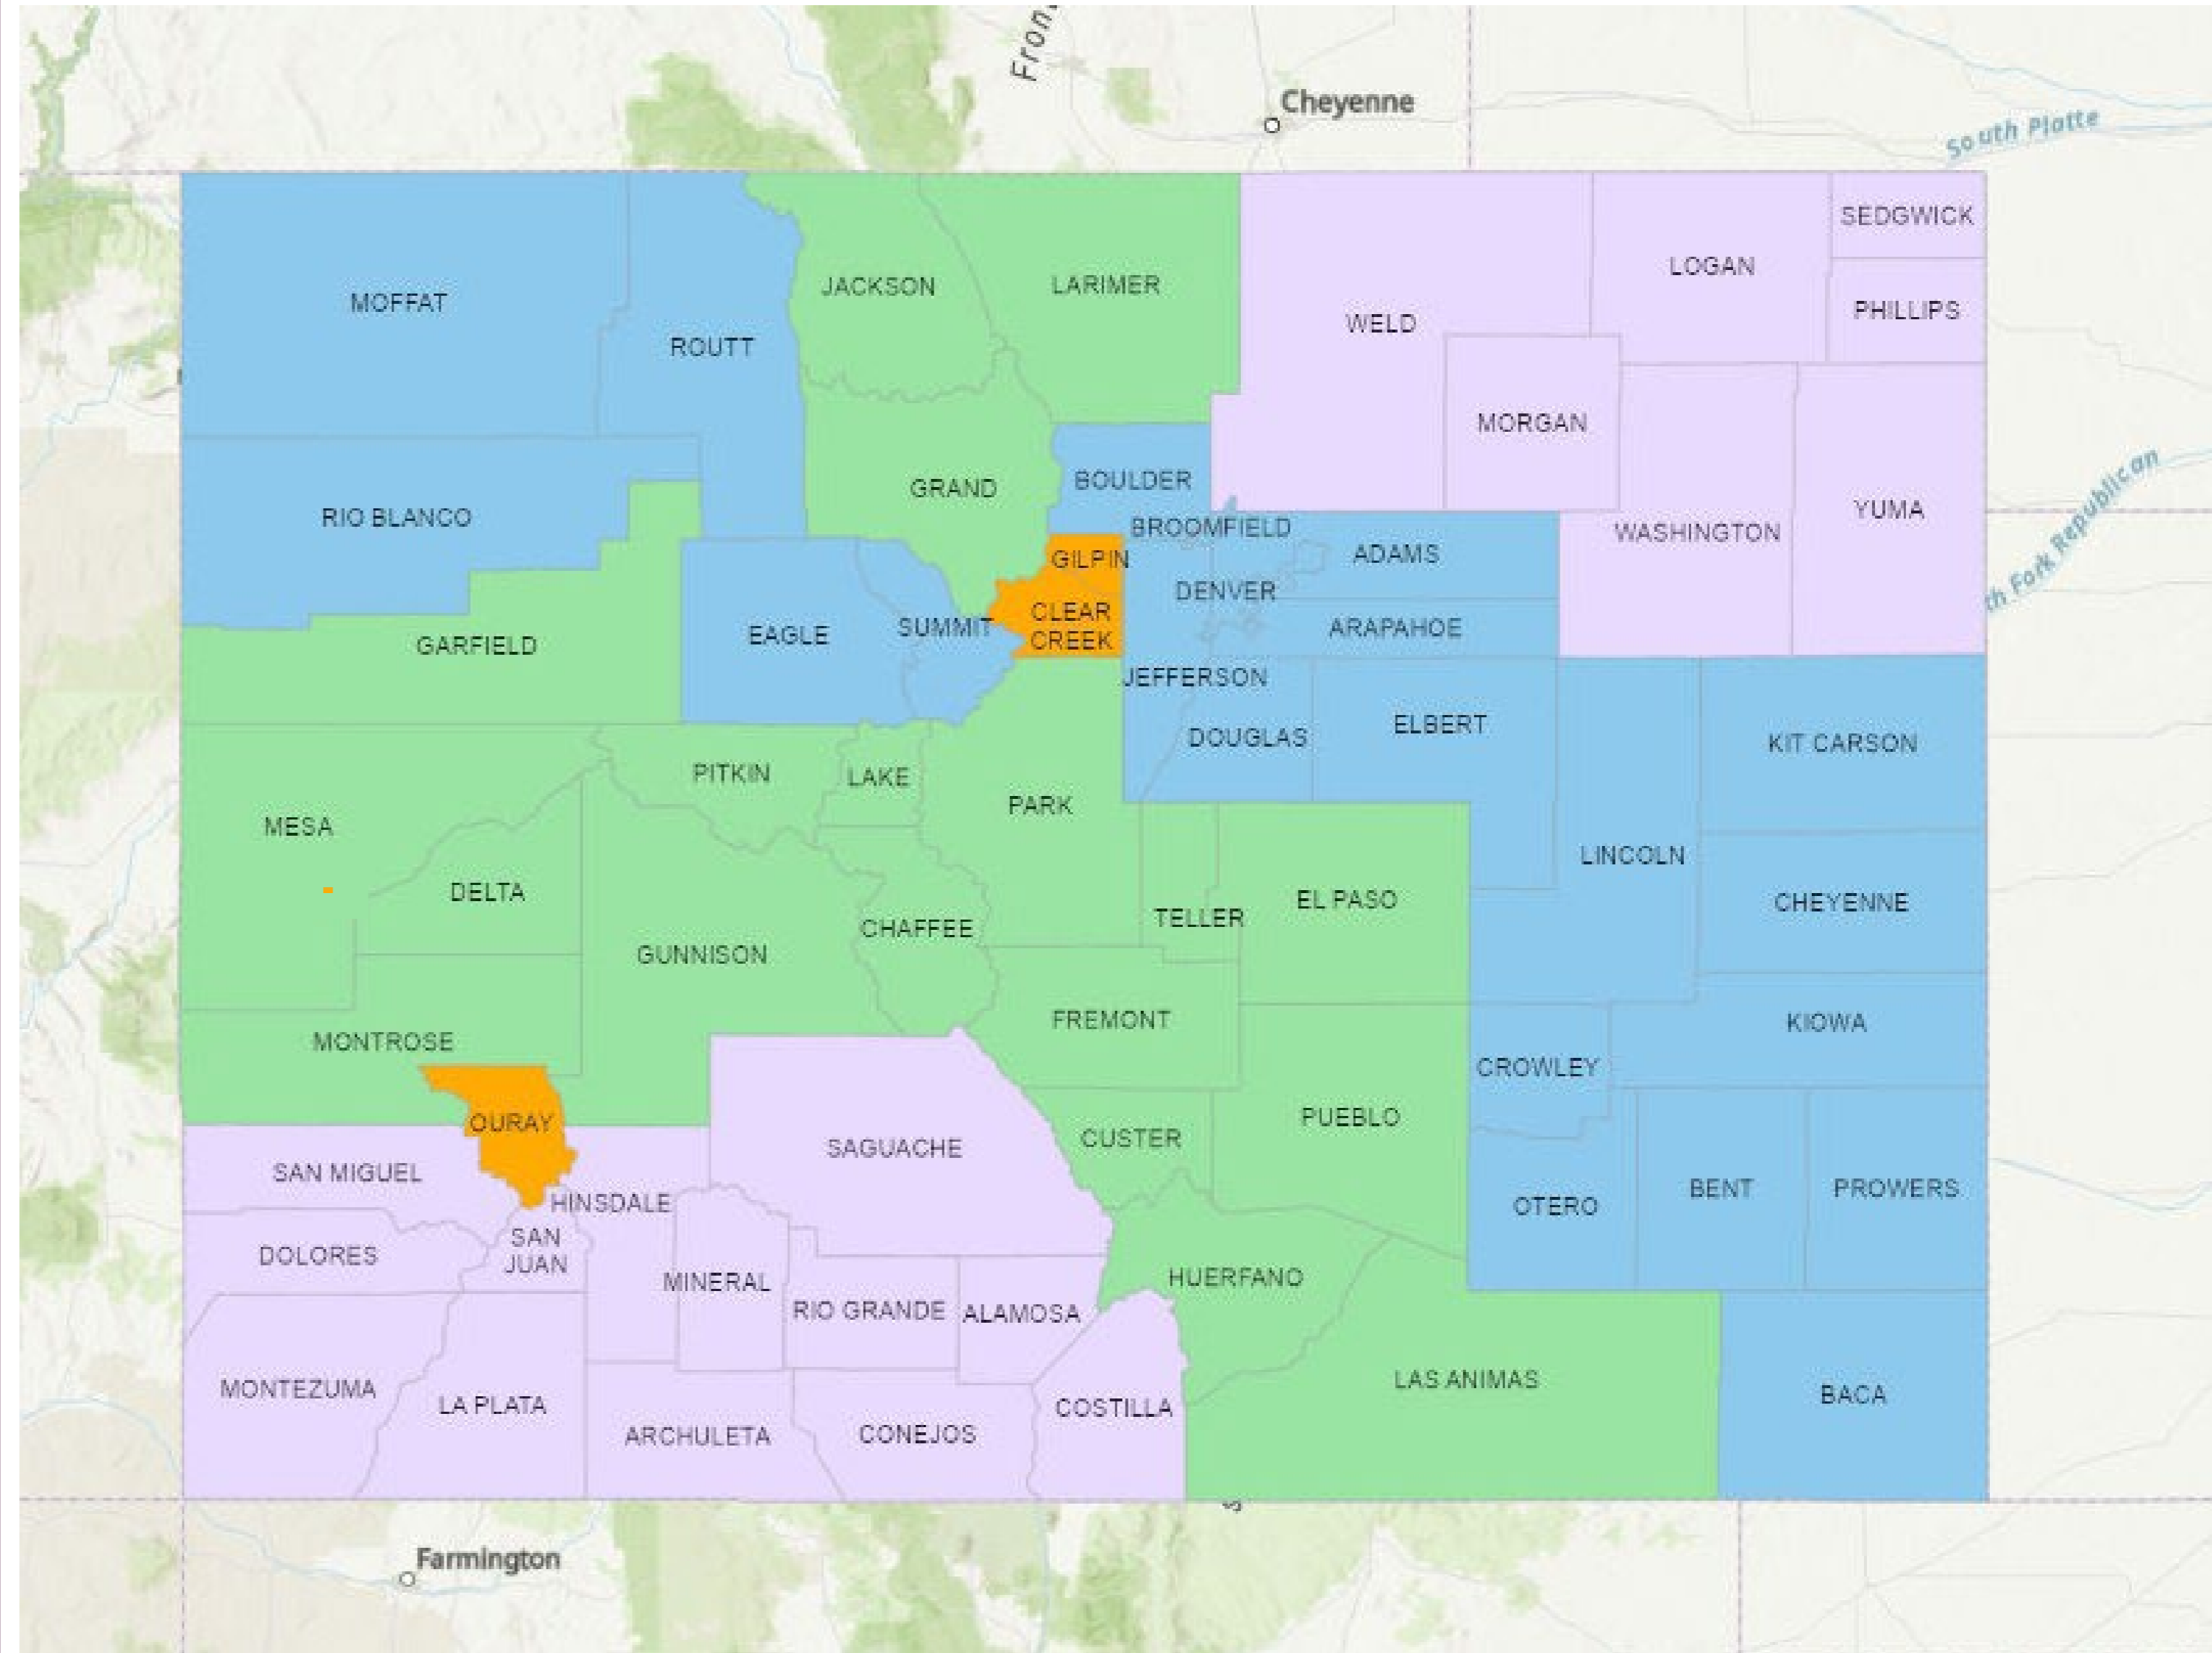 Fron
Cheyenne
South Platte
SEDGWICK
LOGAN
JACKSON
LARIMER
MOFFAT
PHILLIPS
WELD
ROUTT
MORGAN
BOULDER
GRAND
YUMA
RIO BLANCO
BROOMFIELD
WASHINGTON
th Fork Republican
GILPIN
ADAMS
DENVER
CLEAR
CREEK
SUMMIT
ARAPAHOE
EAGLE
GARFIELD
JEFFERSON
ELBERT
DOUGLAS
KIT CARSON
PITKIN
LAKE
PARK
MESA
LINCOLN
DELTA
EL PASO
CHEYENNE
TELLER
CHAFFEE
GUNNISON
FREMONT
KIOWA
MONTROSE
CROWLEY
PUEBLO
OURAY
CUSTER
SAGUACHE
SAN MIGUEL
BENT
PROWERS
HINSDALE
OTERO
SAN
JUAN
DOLORES
HUERFANO
MINERAL
RIO GRANDE
ALAMOSA
LAS ANIMAS
MONTEZUMA
BACA
LA PLATA
COSTILLA
CONEJOS
ARCHULETA
Farmington